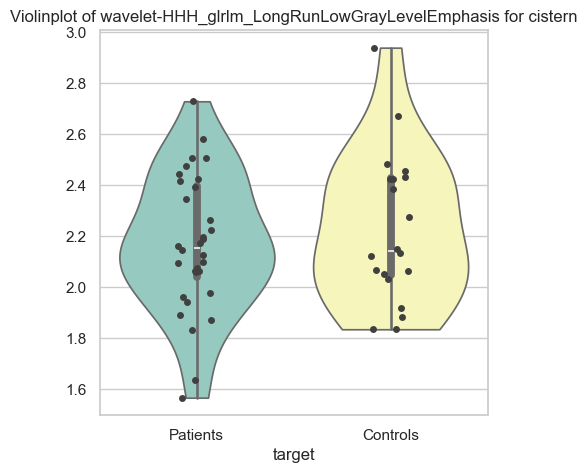 Violinplot of wavelet-HHH_glrlm_LongRunLowGrayLevelEmphasis for cistern
3.0
2.8
2.6
2.4
2.2
2.0
1.8
1.6
Patients
Controls
target